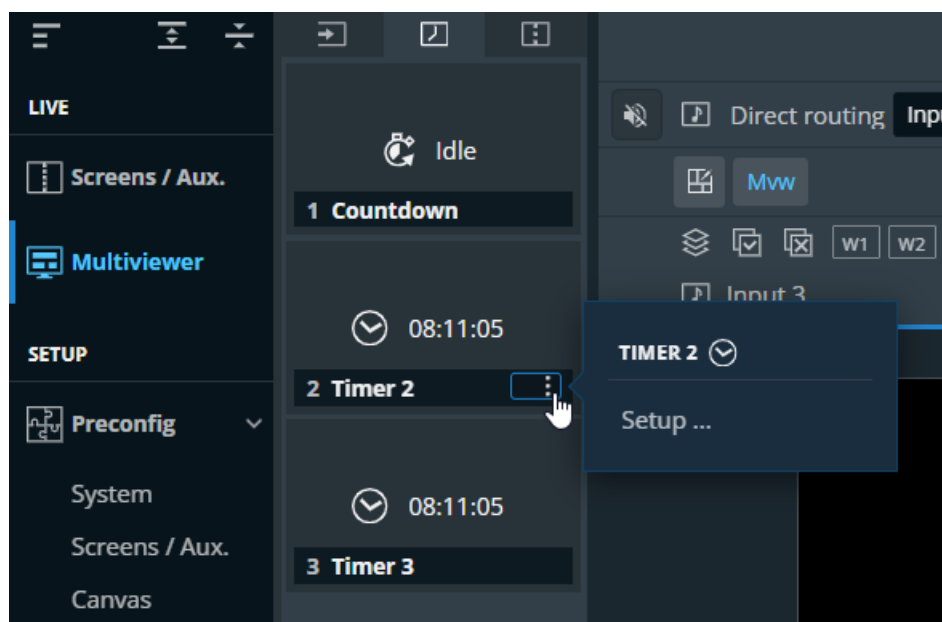 LIVE
Screens / Aux.
Multiviewer
SETUP
Preconfig
System
Screens / Aux.
Canvas
Idle
1 Countdown
08:11:05
2 Timer 2
08:11:05
3 Timer 3
Direct routing
Mvw
W1 W2
Input 3
TIMER 2
Setup ...